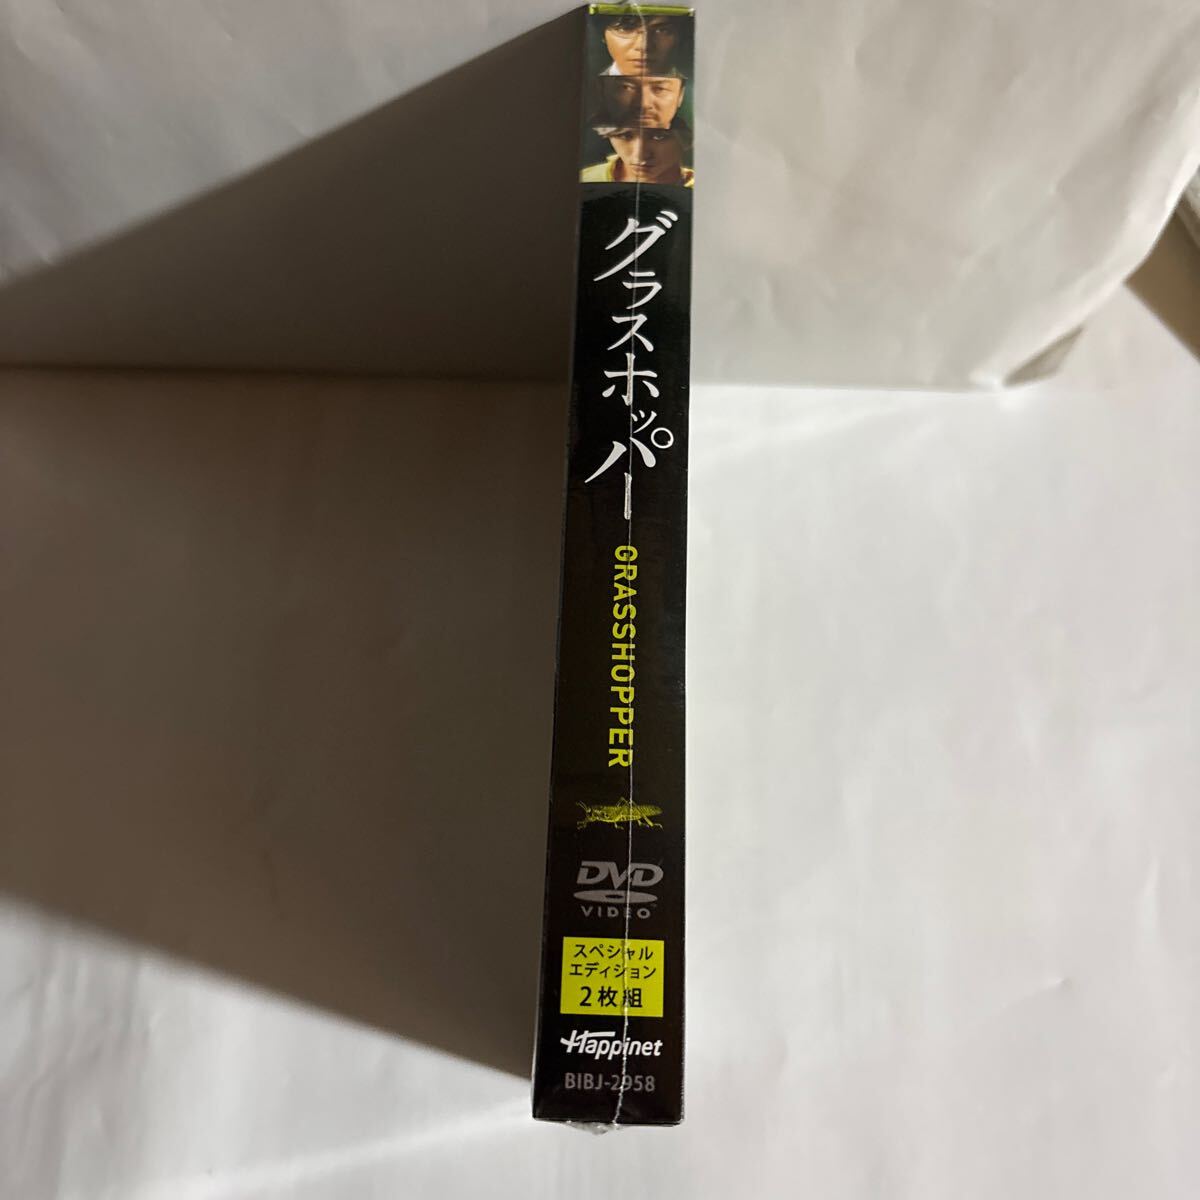 グラスホッパー
GRASSHOPPER
DVD
VIDEO
スペシャル
エディション
2枚組
Happinet
BIBJ-2958